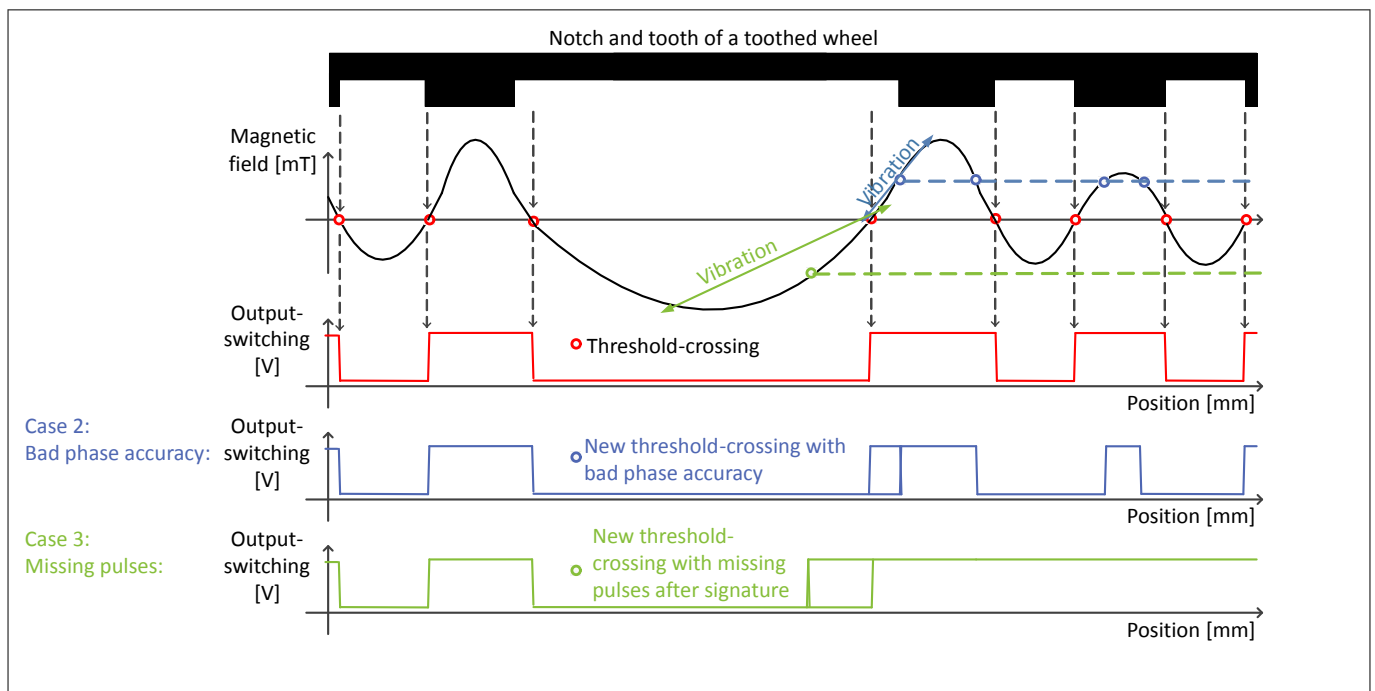 Notch and tooth of a toothed wheel
Magnetic
field [mT]
Vibration
Vibration
Output-
switching
[V]
Threshold-crossing
Position [mm]
Case 2:
Bad phase accuracy:
Output-
switching
[V]
New threshold-crossing with
bad phase accuracy
Position [mm]
Case 3:
Missing pulses:
Output-
switching
[V]
New threshold-
crossing with missing
pulses after signature
Position [mm]